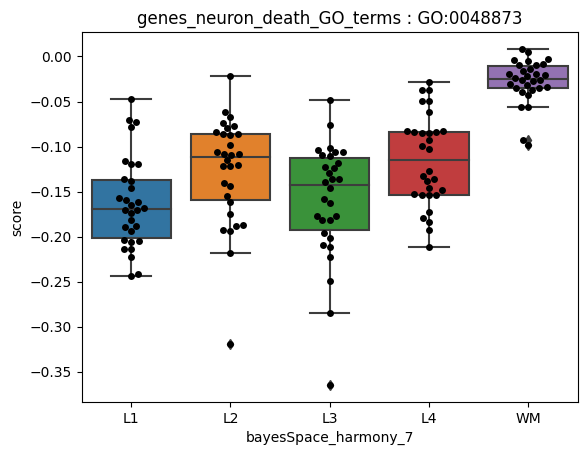 genes_neuron_death_GO_terms : GO:0048873
0.00
−0.05
−0.10
−0.15
−0.20
−0.25
−0.30
−0.35
score
L1 L2 L3 L4 WM
bayesSpace_harmony_7